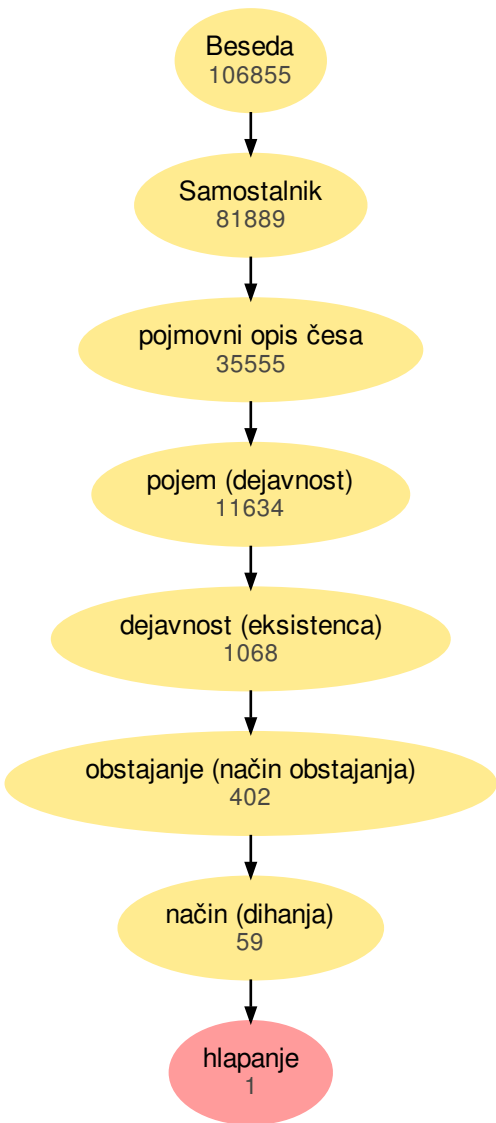 Beseda
106855
Samostalnik
81889
pojmovni opis česa
35555
pojem (dejavnost)
11634
dejavnost (eksistenca)
1068
obstajanje (način obstajanja)
402
način (dihanja)
59
hlapanje
1